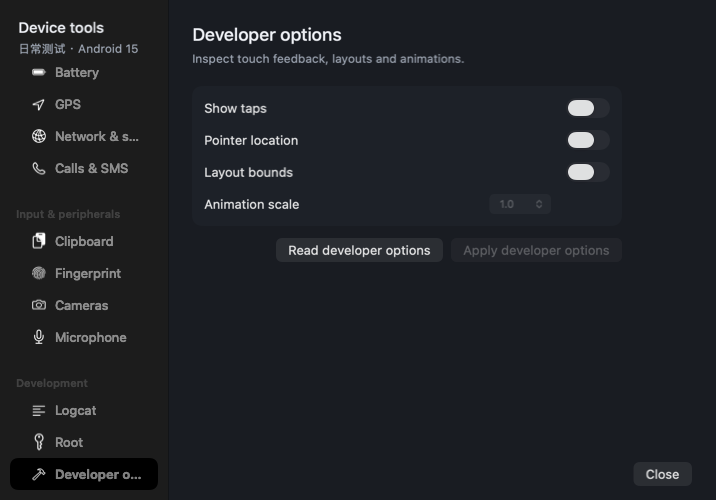 Device tools
日常测试 · Android 15
Battery
GPS
Network & s...
Calls & SMS
Input & peripherals
Clipboard
Fingerprint
Cameras
Microphone
Development
Logcat
Root
Developer o...
Developer options
Inspect touch feedback, layouts and animations.
Show taps
Pointer location
Layout bounds
Animation scale 1.0
Read developer options Apply developer options
Close